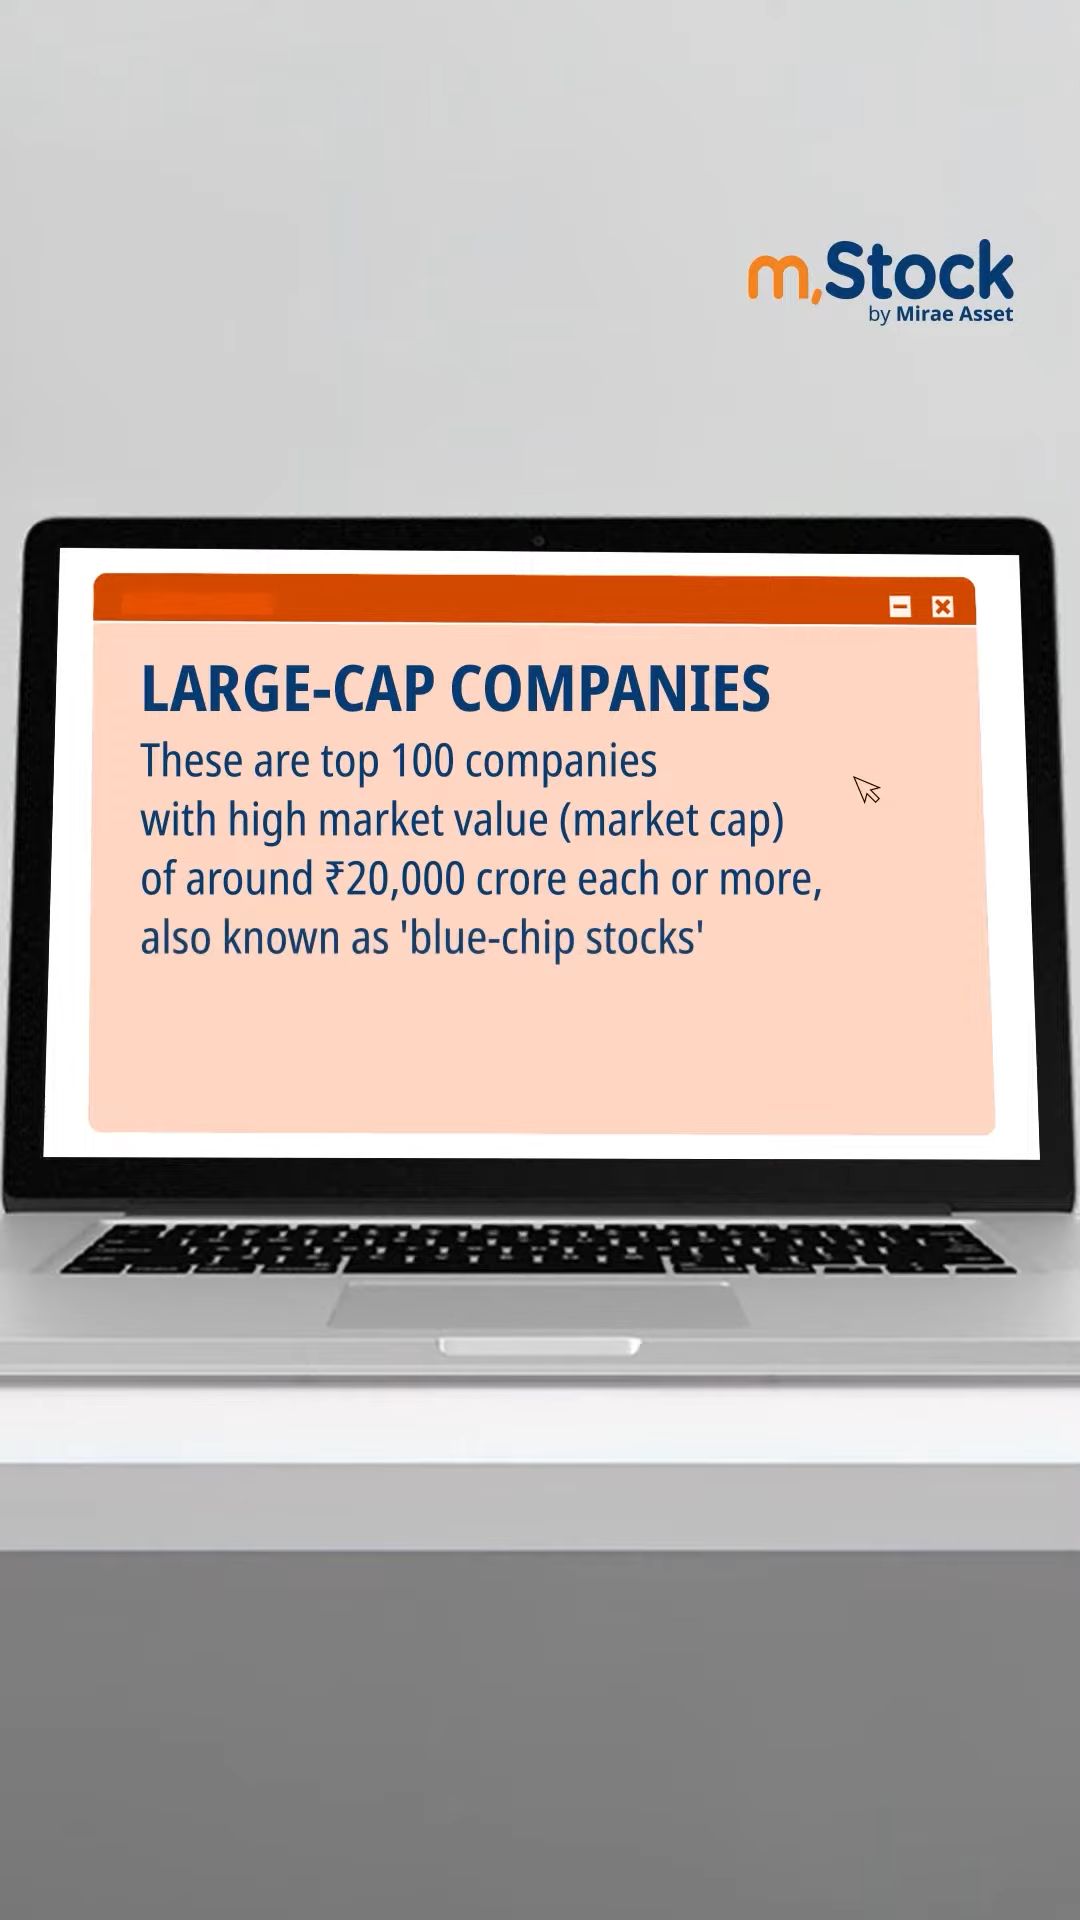 m.Stock
by Mirae Asset
LARGE-CAP COMPANIES
These are top 100 companies
with high market value (market cap)
of around ₹20,000 crore each or more,
also known as 'blue-chip stocks'